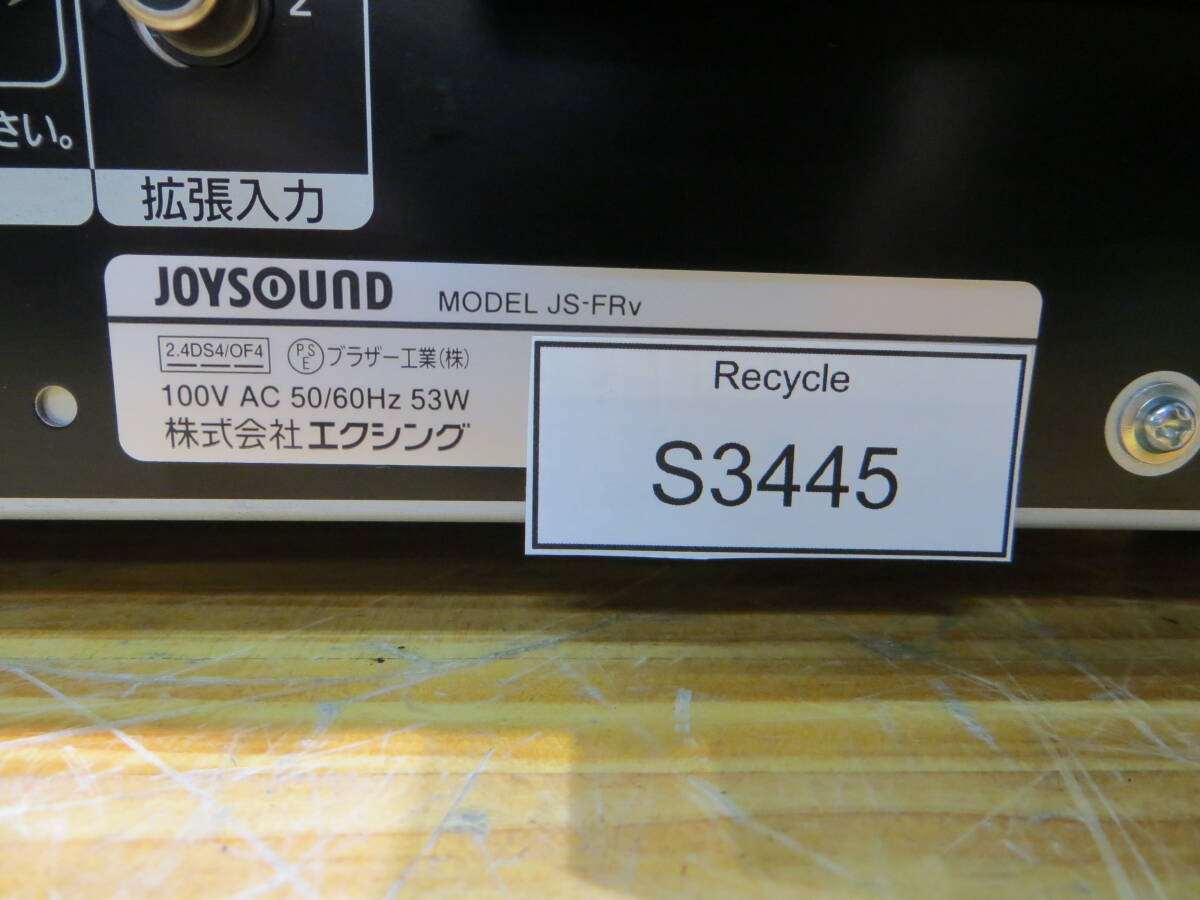 2
さい。
拡張入力
JOYSOUND MODEL JS-FRv
2.4DS4/OF4 PSE ブラザー工業(株)
100V AC 50/60Hz 53W
株式会社エクシング
Recycle
S3445